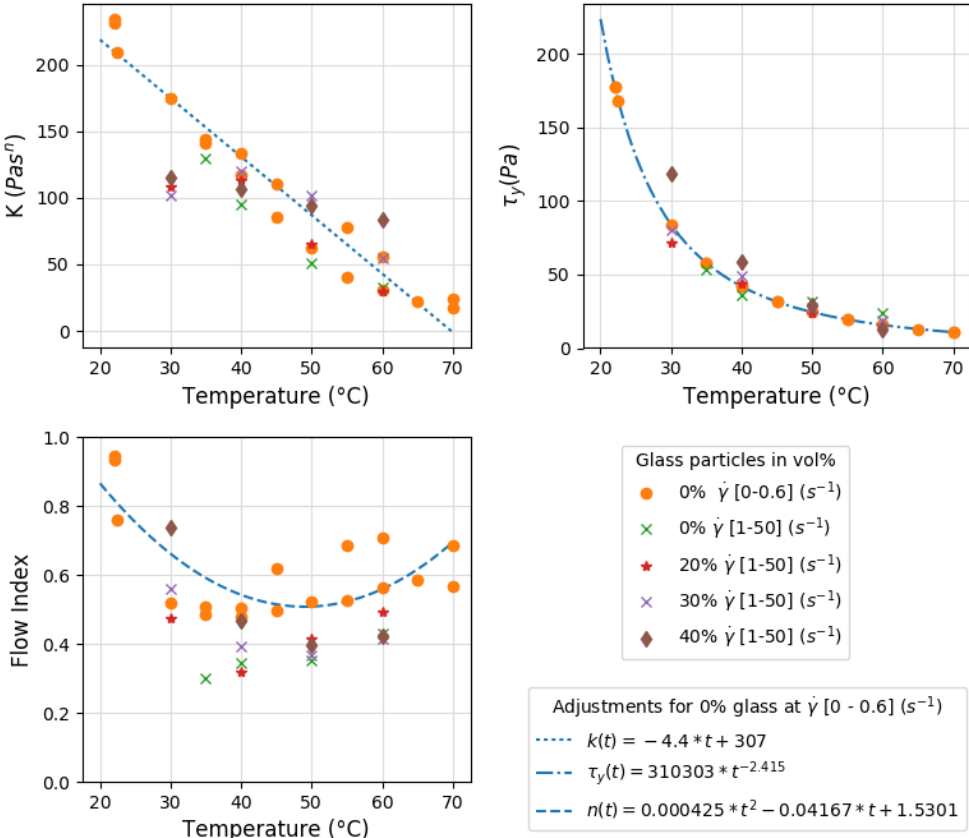 K (Pasⁿ)
200
150
100
50
0
20 30 40 50 60 70
Temperature (°C)
τ_y(Pa)
200
150
100
50
0
20 30 40 50 60 70
Temperature (°C)
Flow Index
1.0
0.8
0.6
0.4
0.2
0.0
20 30 40 50 60 70
Temperature (°C)
Glass particles in vol%
0% γ̇ [0-0.6] (s⁻¹)
0% γ̇ [1-50] (s⁻¹)
20% γ̇ [1-50] (s⁻¹)
30% γ̇ [1-50] (s⁻¹)
40% γ̇ [1-50] (s⁻¹)
Adjustments for 0% glass at γ̇ [0 - 0.6] (s⁻¹)
k(t) = −4.4 * t + 307
τ_y(t) = 310303 * t⁻²·⁴¹⁵
n(t) = 0.000425 * t² − 0.04167 * t + 1.5301